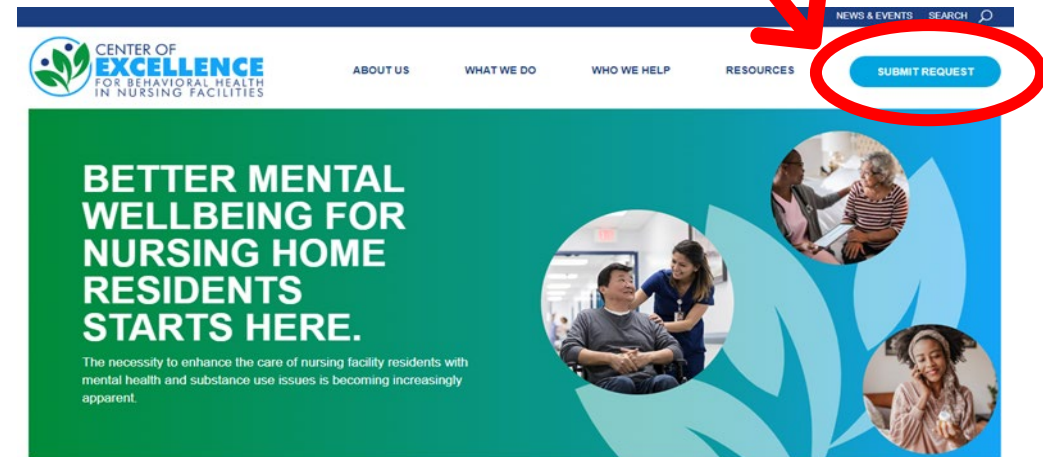 NEWS & EVENTS SEARCH
CENTER OF
EXCELLENCE
FOR BEHAVIORAL HEALTH
IN NURSING FACILITIES
ABOUT US WHAT WE DO WHO WE HELP RESOURCES SUBMIT REQUEST
BETTER MENTAL
WELLBEING FOR
NURSING HOME
RESIDENTS
STARTS HERE.
The necessity to enhance the care of nursing facility residents with
mental health and substance use issues is becoming increasingly
apparent.